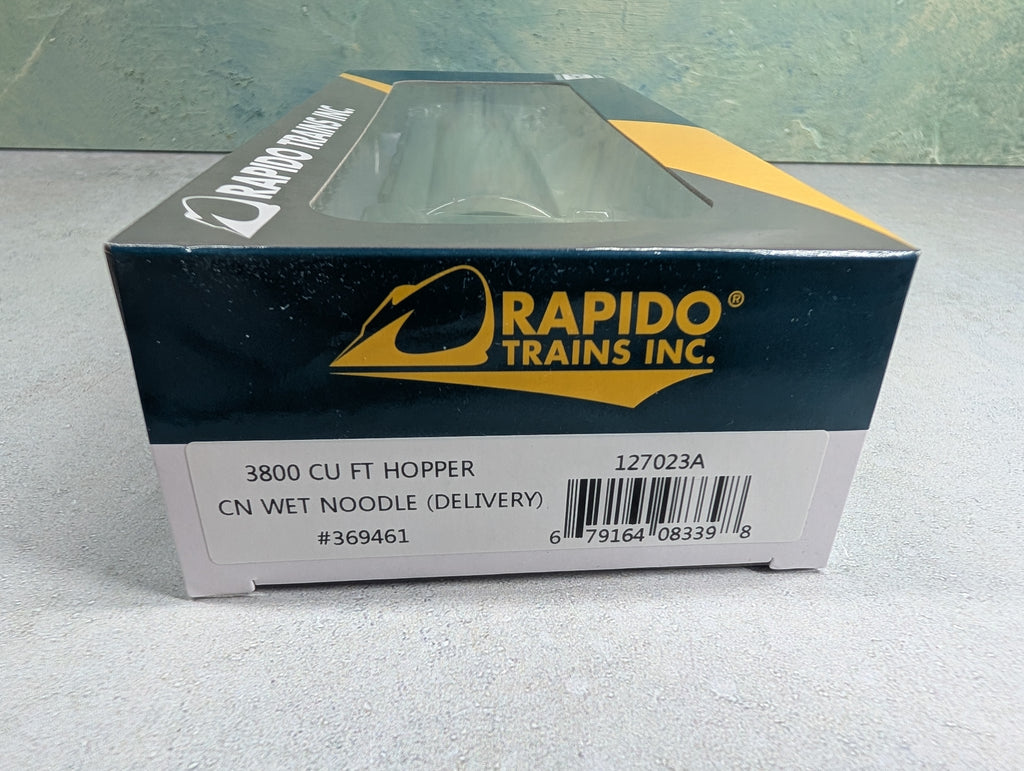 RAPIDO TRAINS INC.
RAPIDO®
TRAINS INC.
3800 CU FT HOPPER
CN WET NOODLE (DELIVERY)
#369461
127023A
6 79164 08339 8